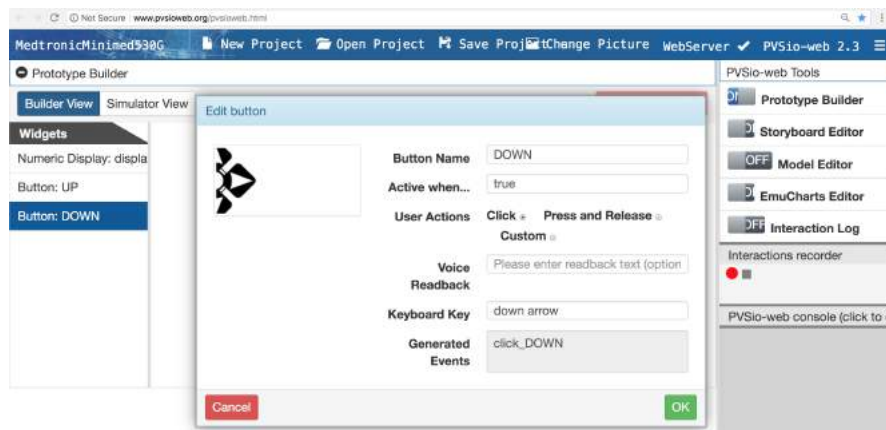 Not Secure www.pvsioweb.org/pvsioweb.html
MedtronicMinimed530G New Project Open Project Save Project Change Picture WebServer PVSio-web 2.3
Prototype Builder
PVSio-web Tools
Builder View Simulator View
Edit button
Prototype Builder
Widgets
Storyboard Editor
Numeric Display: displa
Button Name DOWN
OFF Model Editor
Button: UP
Active when... true
EmuCharts Editor
Button: DOWN
User Actions Click Press and Release
OFF Interaction Log
Custom
Interactions recorder
Voice Readback
Please enter readback text (option
Keyboard Key down arrow
PVSio-web console (click to
Generated Events
click_DOWN
Cancel OK